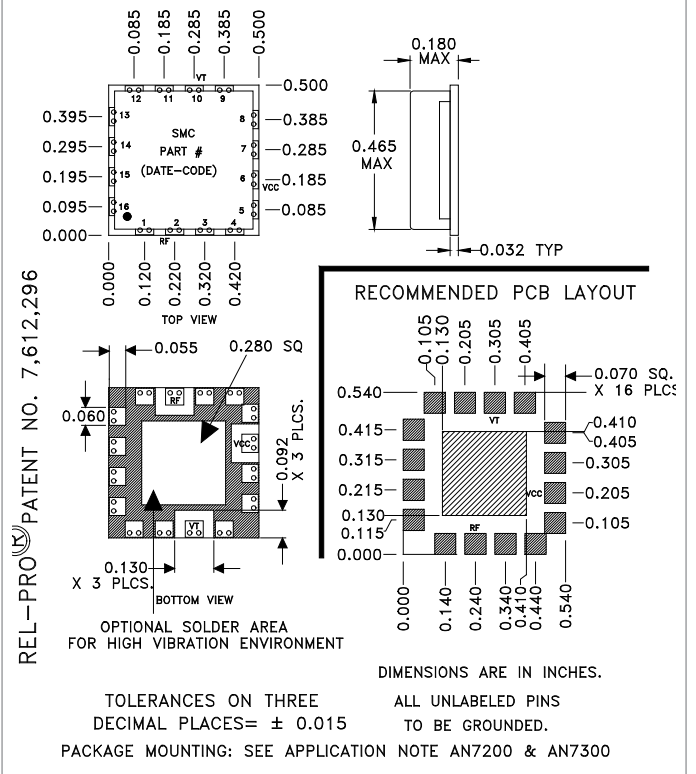 0.085 0.185 0.285 0.385 0.500
VT
12 11 10 9
0.500
0.395 13
8 0.385
0.295 14
7 0.285
0.195 15
6 0.185
VCC
0.095 16
5 0.085
SMC
PART #
(DATE-CODE)
1 2 3 4
0.000
RF
0.000 0.120 0.220 0.320 0.420
TOP VIEW
0.180
MAX
0.465
MAX
0.032 TYP
REL-PRO® PATENT NO. 7,612,296
0.055
0.280 SQ
0.060
RF
VCC
VT
0.092
X 3 PLCS.
0.130
X 3 PLCS.
BOTTOM VIEW
OPTIONAL SOLDER AREA
FOR HIGH VIBRATION ENVIRONMENT
RECOMMENDED PCB LAYOUT
0.105 0.130 0.205 0.305 0.405
0.070 SQ.
X 16 PLCS
0.540
VT
0.415
0.410
0.405
0.315
0.305
0.215
VCC
0.205
0.130
0.115
0.105
RF
0.000
0.000 0.140 0.240 0.340 0.410 0.440 0.540
DIMENSIONS ARE IN INCHES.
TOLERANCES ON THREE
DECIMAL PLACES= ± 0.015
ALL UNLABELED PINS
TO BE GROUNDED.
PACKAGE MOUNTING: SEE APPLICATION NOTE AN7200 & AN7300